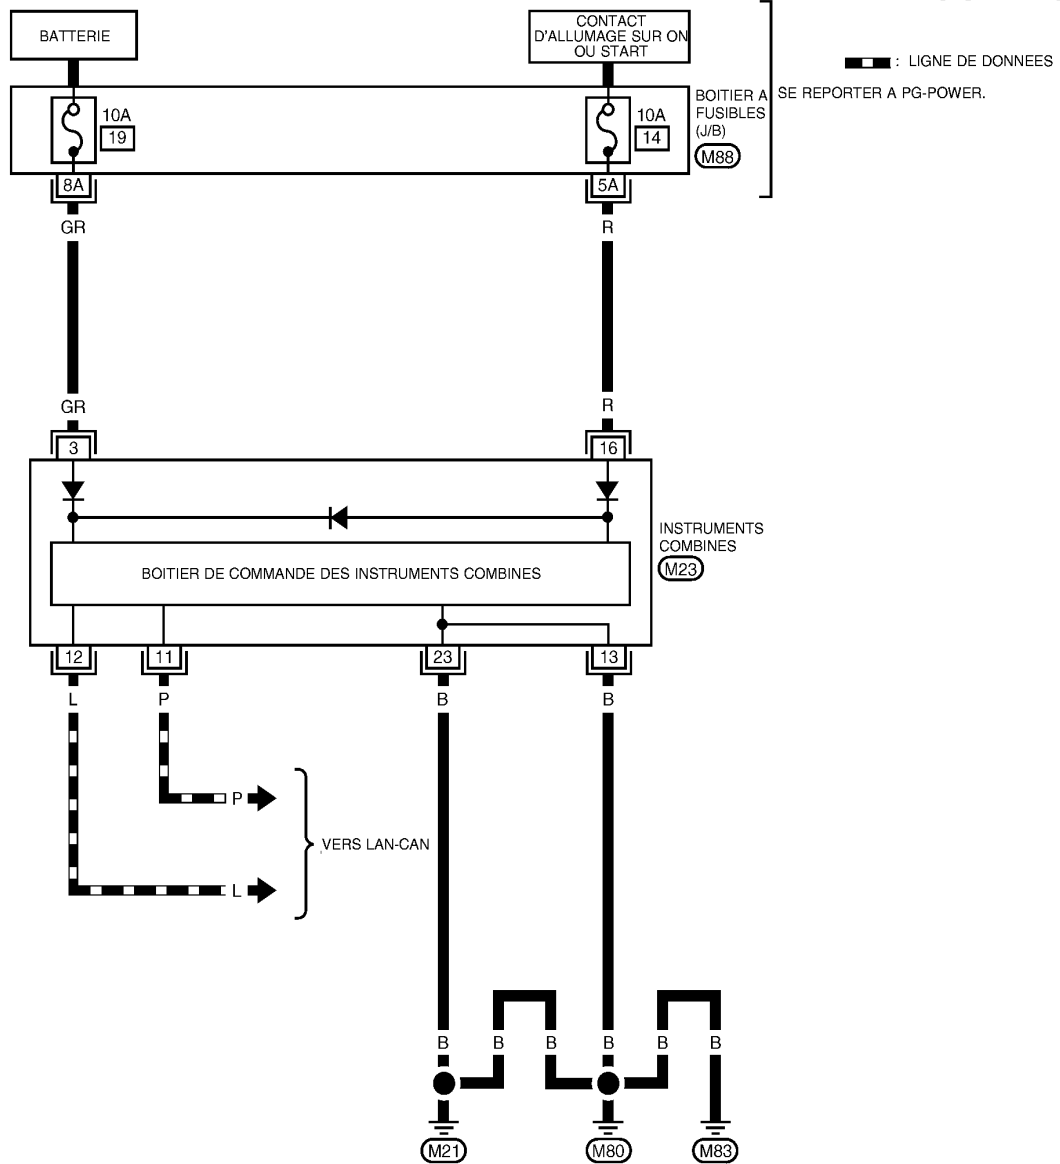 BATTERIE
CONTACT
D'ALLUMAGE SUR ON
OU START
: LIGNE DE DONNEES
10A
19
10A
14
BOITIER A
FUSIBLES
(J/B)
M88
SE REPORTER A PG-POWER.
8A
5A
GR
R
GR
R
3
16
INSTRUMENTS
COMBINES
M23
BOITIER DE COMMANDE DES INSTRUMENTS COMBINES
12
11
23
13
L
P
B
B
P
VERS LAN-CAN
L
B
B
B
B
B
B
M21
M80
M83